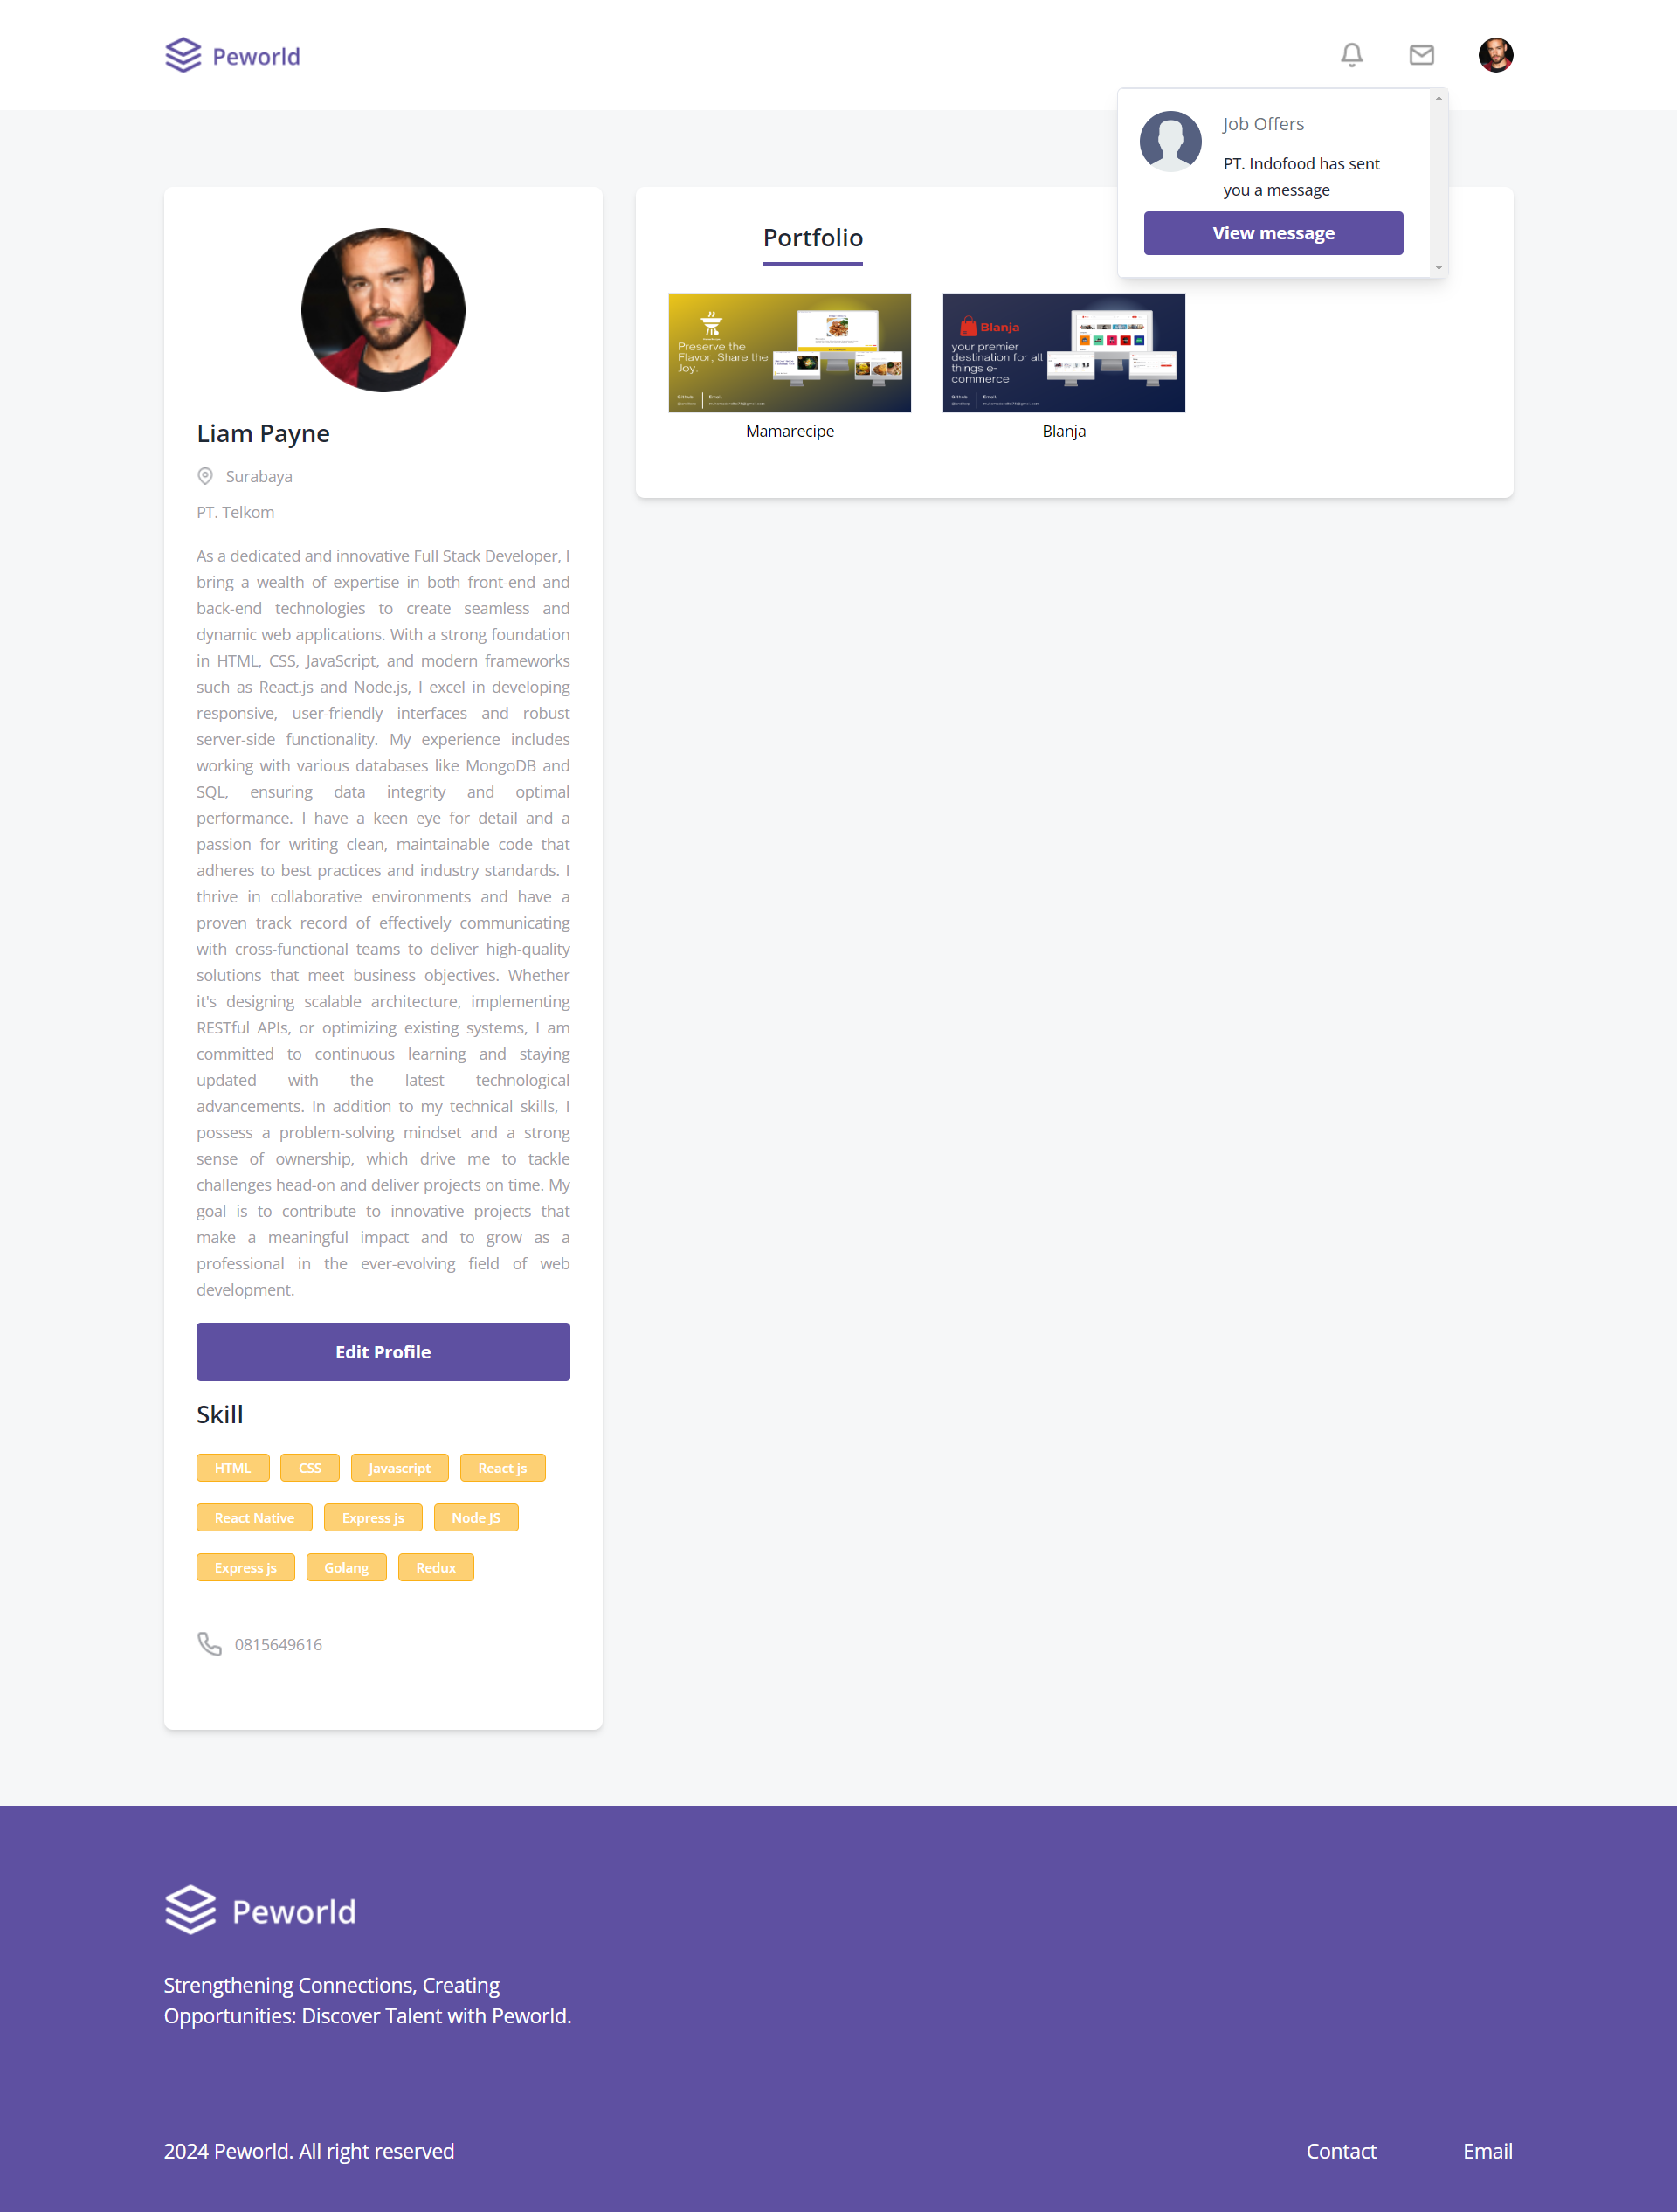 Peworld
Job Offers
PT. Indofood has sent
you a message
View message
Liam Payne
Surabaya
PT. Telkom
As a dedicated and innovative Full Stack Developer, I
bring a wealth of expertise in both front-end and
back-end technologies to create seamless and
dynamic web applications. With a strong foundation
in HTML, CSS, JavaScript, and modern frameworks
such as React.js and Node.js, I excel in developing
responsive, user-friendly interfaces and robust
server-side functionality. My experience includes
working with various databases like MongoDB and
SQL, ensuring data integrity and optimal
performance. I have a keen eye for detail and a
passion for writing clean, maintainable code that
adheres to best practices and industry standards. I
thrive in collaborative environments and have a
proven track record of effectively communicating
with cross-functional teams to deliver high-quality
solutions that meet business objectives. Whether
it's designing scalable architecture, implementing
RESTful APIs, or optimizing existing systems, I am
committed to continuous learning and staying
updated with the latest technological
advancements. In addition to my technical skills, I
possess a problem-solving mindset and a strong
sense of ownership, which drive me to tackle
challenges head-on and deliver projects on time. My
goal is to contribute to innovative projects that
make a meaningful impact and to grow as a
professional in the ever-evolving field of web
development.
Edit Profile
Skill
HTML CSS Javascript React js
React Native Express js Node JS
Express js Golang Redux
0815649616
Portfolio
Preserve the
Flavor, Share the
Joy.
Github Email
Mamarecipe
Blanja
your premier
destination for all
things e-
commerce
Github Email
Blanja
Peworld
Strengthening Connections, Creating
Opportunities: Discover Talent with Peworld.
2024 Peworld. All right reserved
Contact Email